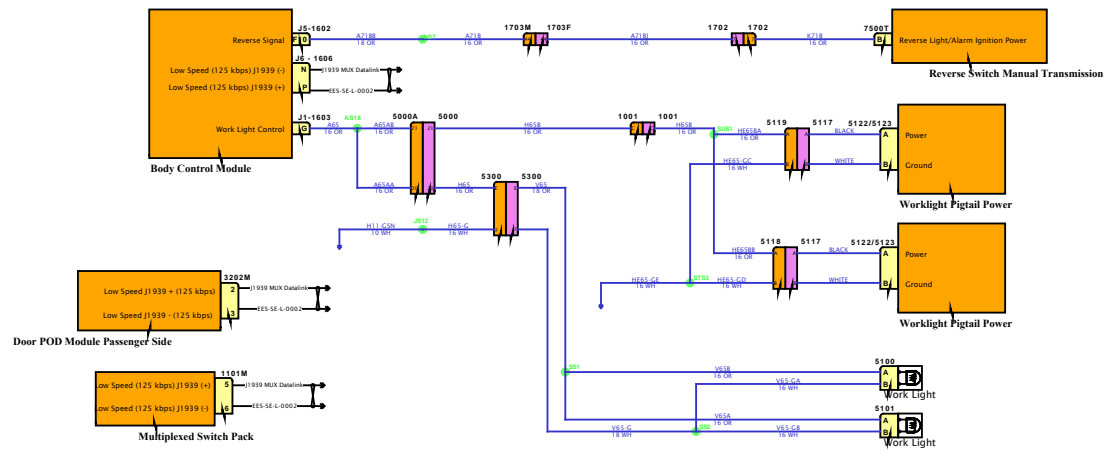 J5-1602
Reverse Signal
F10
A718B
18 OR
A71B
16 OR
1703M
1703F
A718J
16 OR
1702
1702
K71B
16 OR
7500T
B
Reverse Light/Alarm Ignition Power
Reverse Switch Manual Transmission
J6 - 1606
Low Speed (125 kbps) J1939 (-)
N
J1939 MUX Datalink
Low Speed (125 kbps) J1939 (+)
P
EES-SE-L-0002
J1-1603
Work Light Control
G
A65
16 OR
AS18
A65AB
16 OR
5000A
5000
21
21
H65B
16 OR
1001
1001
H65B
16 OR
SUS1
Body Control Module
A65AA
16 OR
H65
16 OR
5300
5300
E
E
V65
18 OR
HE65BA
16 OR
5119
5117
A
A
BLACK
5122/5123
A
Power
HE65-GC
16 WH
B
B
WHITE
B
Ground
Worklight Pigtail Power
H11-GSN
10 WH
JS12
H65-G
16 WH
HE65BB
16 OR
5118
5117
BLACK
5122/5123
A
Power
HE65-GE
16 WH
STS3
HE65-GD
16 WH
WHITE
B
Ground
Worklight Pigtail Power
3202M
Low Speed J1939 + (125 kbps)
2
J1939 MUX Datalink
Low Speed J1939 - (125 kbps)
3
EES-SE-L-0002
Door POD Module Passenger Side
1101M
Low Speed (125 kbps) J1939 (+)
5
J1939 MUX Datalink
Low Speed (125 kbps) J1939 (-)
6
EES-SE-L-0002
Multiplexed Switch Pack
SS1
V65B
16 OR
5100
A
V65-GA
16 WH
B
Work Light
V65A
16 OR
5101
A
V65-G
18 WH
SS2
V65-GB
16 WH
B
Work Light